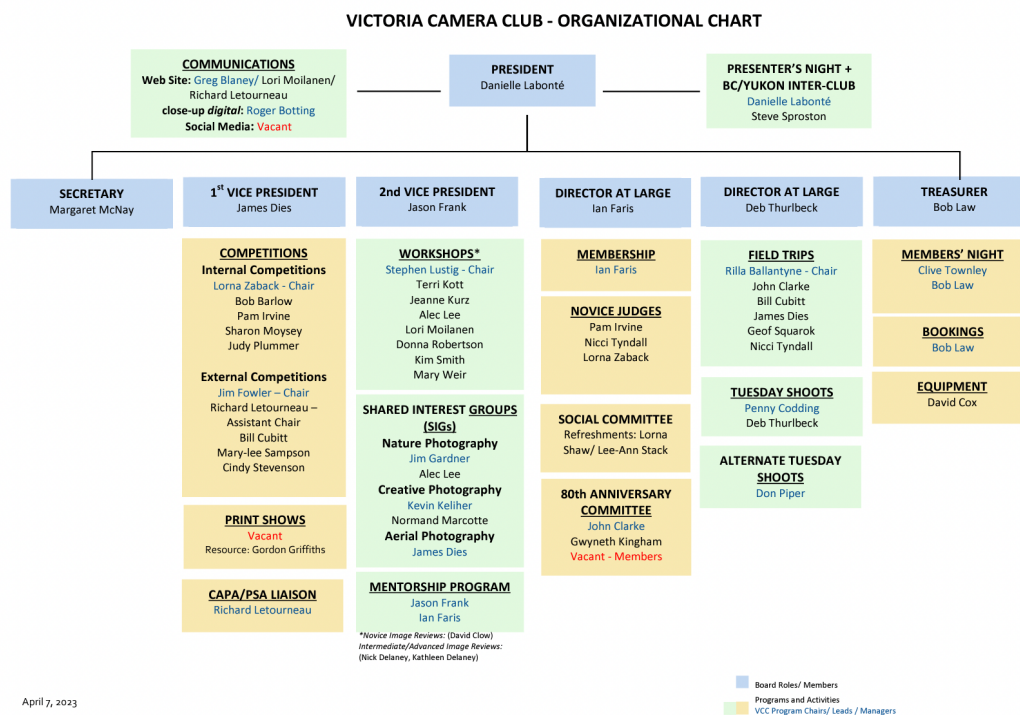 VICTORIA CAMERA CLUB - ORGANIZATIONAL CHART
COMMUNICATIONS
Web Site: Greg Blaney/ Lori Moilanen/
Richard Letourneau
close-up digital: Roger Botting
Social Media: Vacant
PRESIDENT
Danielle Labonté
PRESENTER'S NIGHT +
BC/YUKON INTER-CLUB
Danielle Labonté
Steve Sproston
SECRETARY
Margaret McNay
1st VICE PRESIDENT
James Dies
2nd VICE PRESIDENT
Jason Frank
DIRECTOR AT LARGE
Ian Faris
DIRECTOR AT LARGE
Deb Thurlbeck
TREASURER
Bob Law
COMPETITIONS
Internal Competitions
Lorna Zaback - Chair
Bob Barlow
Pam Irvine
Sharon Moysey
Judy Plummer
External Competitions
Jim Fowler – Chair
Richard Letourneau –
Assistant Chair
Bill Cubitt
Mary-lee Sampson
Cindy Stevenson
PRINT SHOWS
Vacant
Resource: Gordon Griffiths
CAPA/PSA LIAISON
Richard Letourneau
WORKSHOPS*
Stephen Lustig - Chair
Terri Kott
Jeanne Kurz
Alec Lee
Lori Moilanen
Donna Robertson
Kim Smith
Mary Weir
SHARED INTEREST GROUPS
(SIGs)
Nature Photography
Jim Gardner
Alec Lee
Creative Photography
Kevin Keliher
Normand Marcotte
Aerial Photography
James Dies
MENTORSHIP PROGRAM
Jason Frank
Ian Faris
*Novice Image Reviews: (David Clow)
Intermediate/Advanced Image Reviews:
(Nick Delaney, Kathleen Delaney)
MEMBERSHIP
Ian Faris
NOVICE JUDGES
Pam Irvine
Nicci Tyndall
Lorna Zaback
SOCIAL COMMITTEE
Refreshments: Lorna
Shaw/ Lee-Ann Stack
80th ANNIVERSARY
COMMITTEE
John Clarke
Gwyneth Kingham
Vacant - Members
FIELD TRIPS
Rilla Ballantyne - Chair
John Clarke
Bill Cubitt
James Dies
Geof Squarok
Nicci Tyndall
TUESDAY SHOOTS
Penny Codding
Deb Thurlbeck
ALTERNATE TUESDAY
SHOOTS
Don Piper
MEMBERS' NIGHT
Clive Townley
Bob Law
BOOKINGS
Bob Law
EQUIPMENT
David Cox
April 7, 2023
Board Roles/ Members
Programs and Activities
VCC Program Chairs/ Leads / Managers